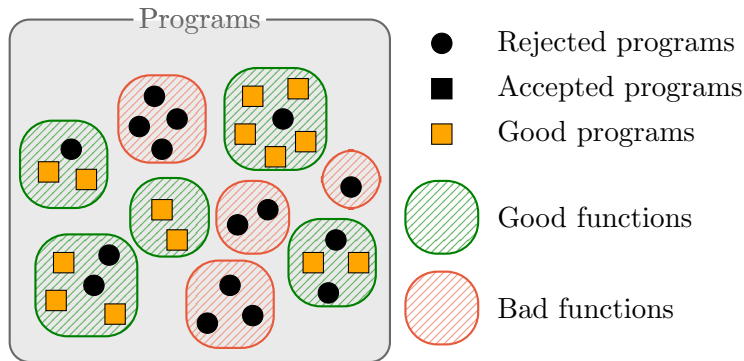 Programs
Rejected programs
Accepted programs
Good programs
Good functions
Bad functions